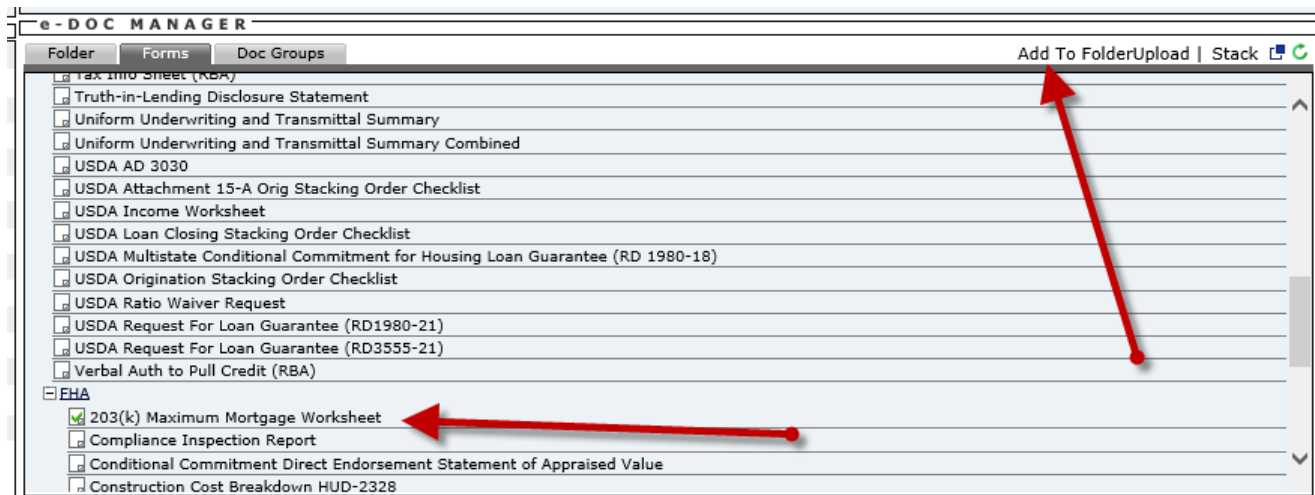 e-DOC MANAGER
Folder Forms Doc Groups Add To FolderUpload | Stack
Tax Info Sheet (RBA)
Truth-in-Lending Disclosure Statement
Uniform Underwriting and Transmittal Summary
Uniform Underwriting and Transmittal Summary Combined
USDA AD 3030
USDA Attachment 15-A Orig Stacking Order Checklist
USDA Income Worksheet
USDA Loan Closing Stacking Order Checklist
USDA Multistate Conditional Commitment for Housing Loan Guarantee (RD 1980-18)
USDA Origination Stacking Order Checklist
USDA Ratio Waiver Request
USDA Request For Loan Guarantee (RD1980-21)
USDA Request For Loan Guarantee (RD3555-21)
Verbal Auth to Pull Credit (RBA)
FHA
203(k) Maximum Mortgage Worksheet
Compliance Inspection Report
Conditional Commitment Direct Endorsement Statement of Appraised Value
Construction Cost Breakdown HUD-2328